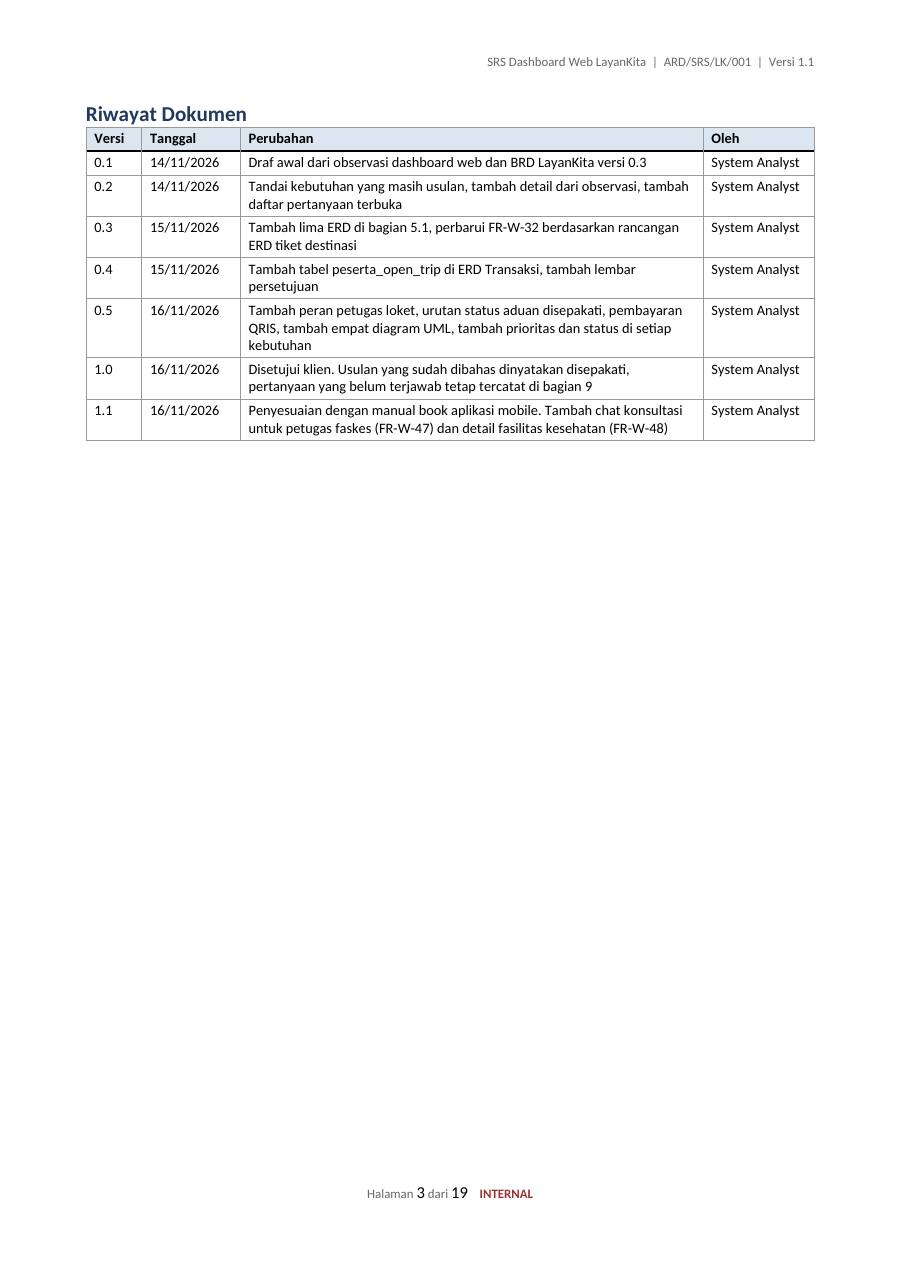 SRS Dashboard Web LayanKita | ARD/SRS/LK/001 | Versi 1.1
Riwayat Dokumen
Versi Tanggal Perubahan Oleh
0.1 14/11/2026 Draf awal dari observasi dashboard web dan BRD LayanKita versi 0.3 System Analyst
0.2 14/11/2026 Tandai kebutuhan yang masih usulan, tambah detail dari observasi, tambah System Analyst
daftar pertanyaan terbuka
0.3 15/11/2026 Tambah lima ERD di bagian 5.1, perbarui FR-W-32 berdasarkan rancangan System Analyst
ERD tiket destinasi
0.4 15/11/2026 Tambah tabel peserta_open_trip di ERD Transaksi, tambah lembar System Analyst
persetujuan
0.5 16/11/2026 Tambah peran petugas loket, urutan status aduan disepakati, pembayaran System Analyst
QRIS, tambah empat diagram UML, tambah prioritas dan status di setiap
kebutuhan
1.0 16/11/2026 Disetujui klien. Usulan yang sudah dibahas dinyatakan disepakati, System Analyst
pertanyaan yang belum terjawab tetap tercatat di bagian 9
1.1 16/11/2026 Penyesuaian dengan manual book aplikasi mobile. Tambah chat konsultasi System Analyst
untuk petugas faskes (FR-W-47) dan detail fasilitas kesehatan (FR-W-48)
Halaman 3 dari 19 INTERNAL